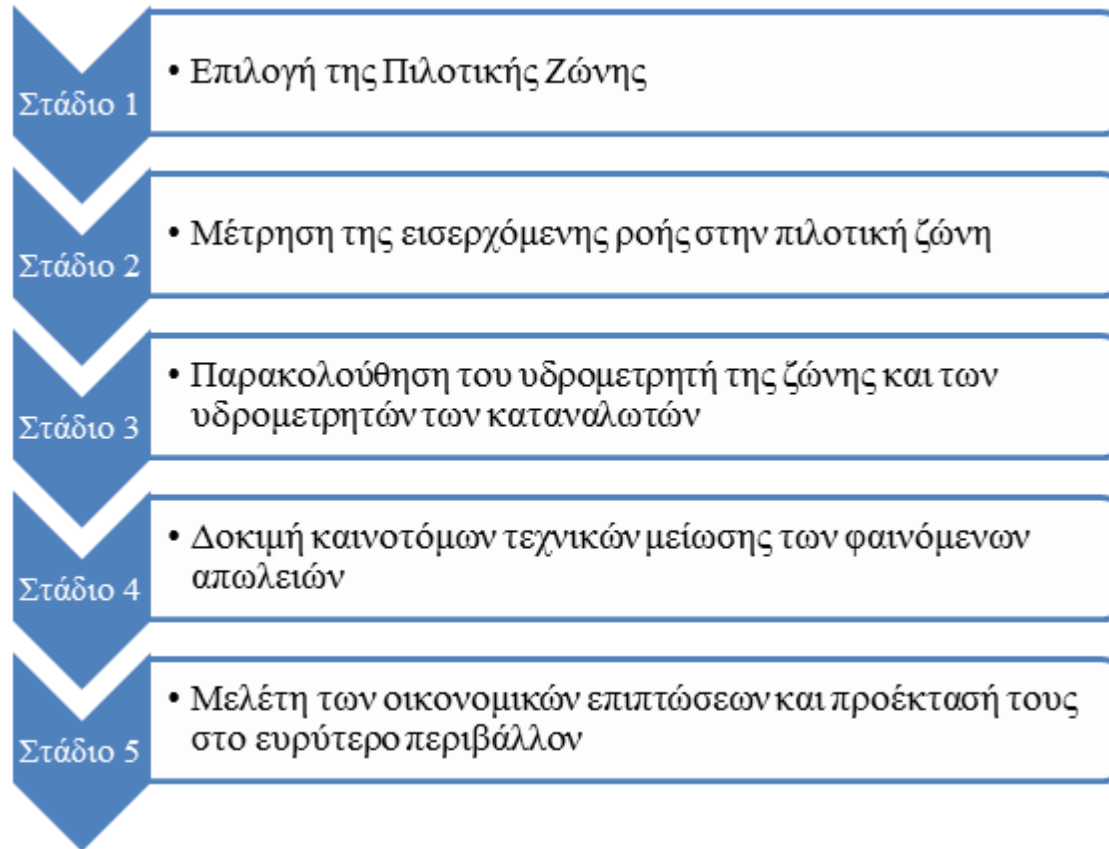 Στάδιο 1
• Επιλογή της Πιλοτικής Ζώνης
Στάδιο 2
• Μέτρηση της εισερχόμενης ροής στην πιλοτική ζώνη
Στάδιο 3
• Παρακολούθηση του υδρομετρητή της ζώνης και των
υδρομετρητών των καταναλωτών
Στάδιο 4
• Δοκιμή καινοτόμων τεχνικών μείωσης των φαινόμενων
απωλειών
Στάδιο 5
• Μελέτη των οικονομικών επιπτώσεων και προέκτασή τους
στο ευρύτερο περιβάλλον